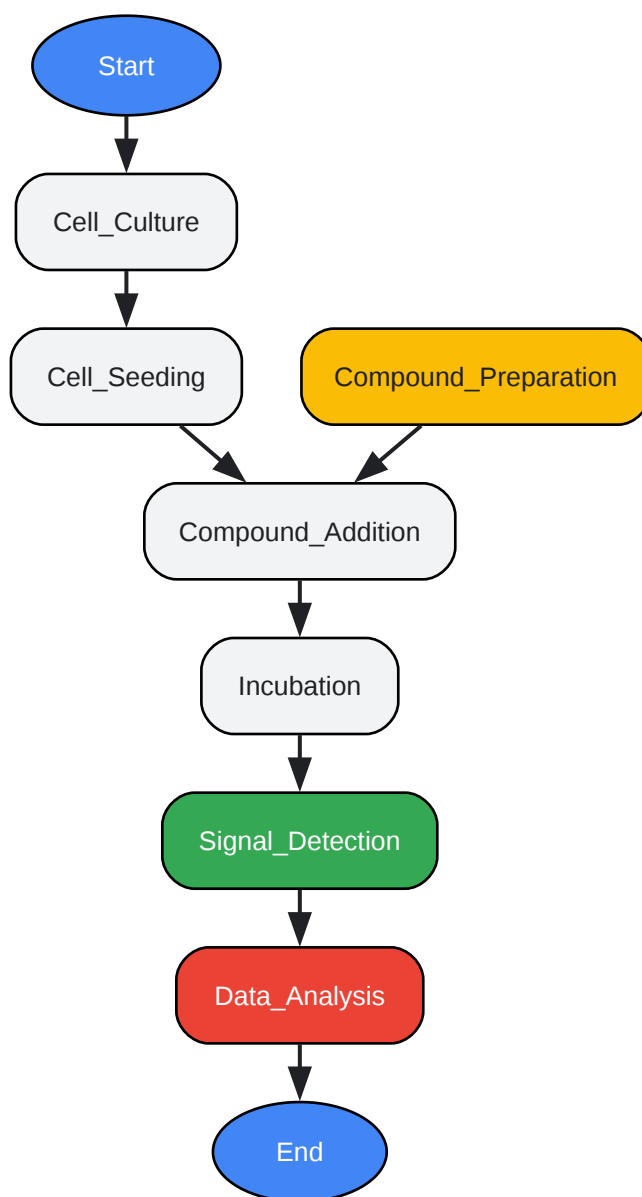 Start
Cell_Culture
Cell_Seeding
Compound_Preparation
Compound_Addition
Incubation
Signal_Detection
Data_Analysis
End